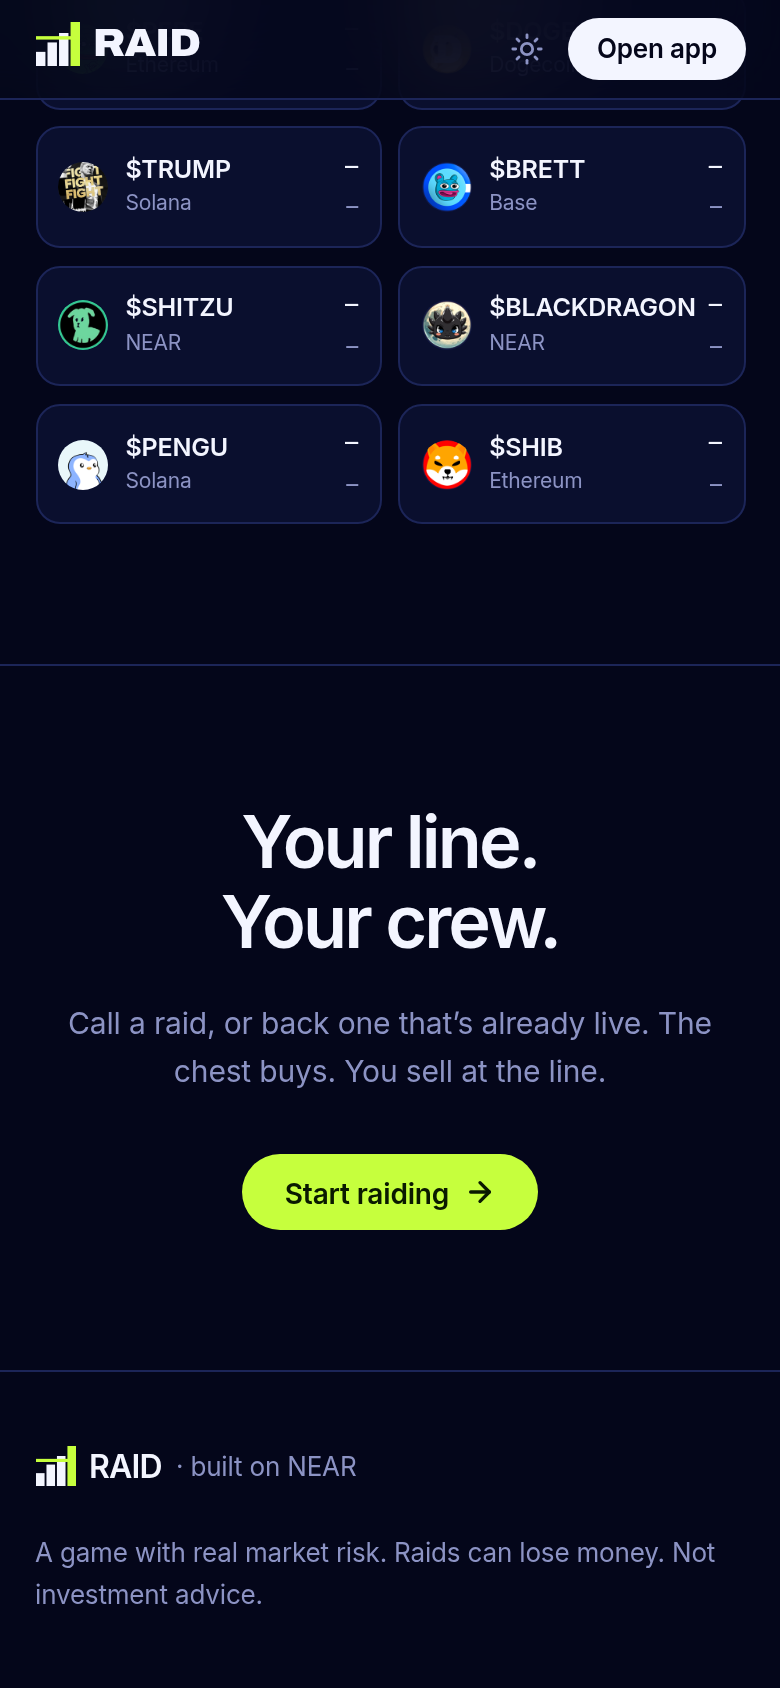 RAID
Open app
Ethereum
—
$TRUMP
—
Solana
—
$BRETT
—
Base
—
$SHITZU
—
NEAR
—
$BLACKDRAGON
—
NEAR
—
$PENGU
—
Solana
—
$SHIB
—
Ethereum
—
Your line.
Your crew.
Call a raid, or back one that’s already live. The
chest buys. You sell at the line.
Start raiding →
RAID · built on NEAR
A game with real market risk. Raids can lose money. Not
investment advice.